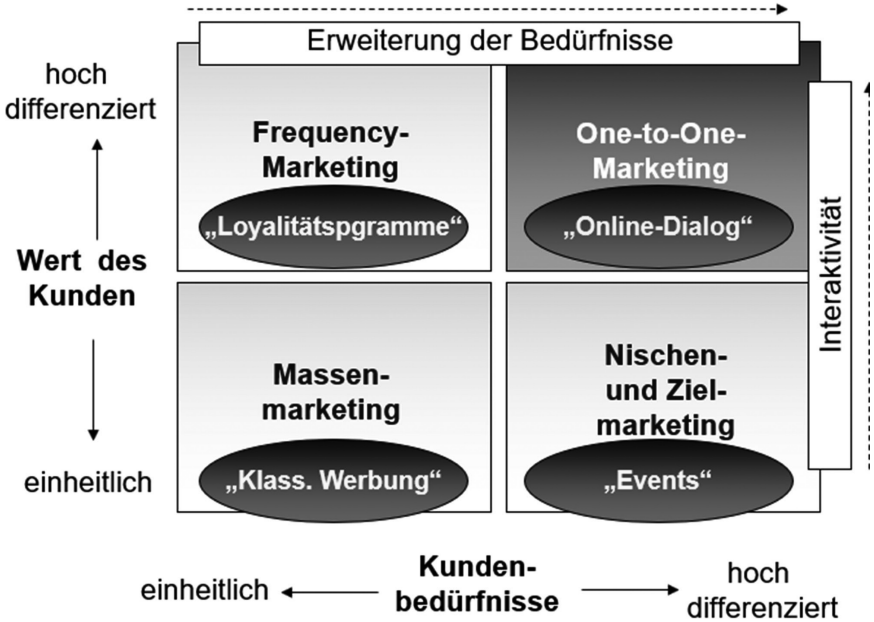 Erweiterung der Bedürfnisse
hoch
differenziert
Frequency-
Marketing
„Loyalitätspgramme“
One-to-One-
Marketing
„Online-Dialog“
Interaktivität
Wert des
Kunden
Massen-
marketing
„Klass. Werbung“
Nischen-
und Ziel-
marketing
„Events“
einheitlich
einheitlich
Kunden-
bedürfnisse
hoch
differenziert